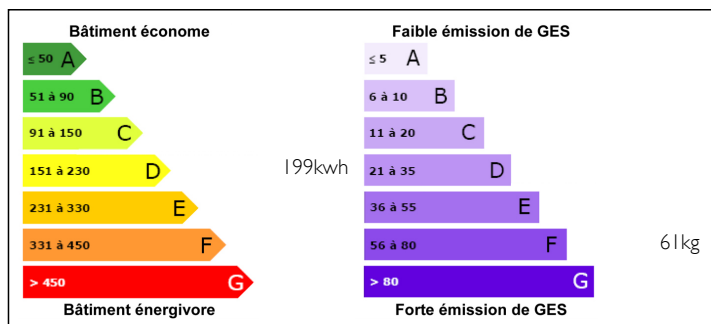 Bâtiment économe
≤ 50 A
51 à 90 B
91 à 150 C
151 à 230 D
199kwh
231 à 330 E
331 à 450 F
> 450 G
Bâtiment énergivore
Faible émission de GES
≤ 5 A
6 à 10 B
11 à 20 C
21 à 35 D
36 à 55 E
56 à 80 F
61kg
> 80 G
Forte émission de GES